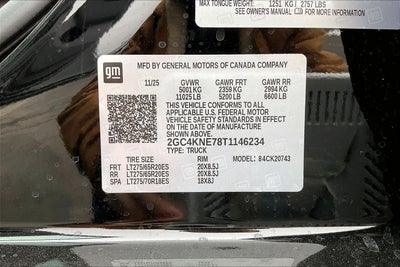 MAX TONGUE WEIGHT 1251 KG / 2757 LBS
SEE OWNER'S MANUAL FOR MORE INFORMATION
gm
MFD BY GENERAL MOTORS OF CANADA COMPANY
11/25 GVWR GAWR FRT GAWR RR
5001 KG 2359 KG 2994 KG
11025 LB 5200 LB 6600 LB
THIS VEHICLE CONFORMS TO ALL
APPLICABLE U.S. FEDERAL MOTOR
VEHICLE SAFETY STANDARDS IN
EFFECT ON THE DATE OF
MANUFACTURE SHOWN ABOVE.
2GC4KNE78T1146234
TYPE: TRUCK
TIRE SIZE RIM MODEL: 84CK20743
FRT LT275/65R20ES 20X8.5J
RR LT275/65R20ES 20X8.5J
SPA LT275/70R18ES 18X8J